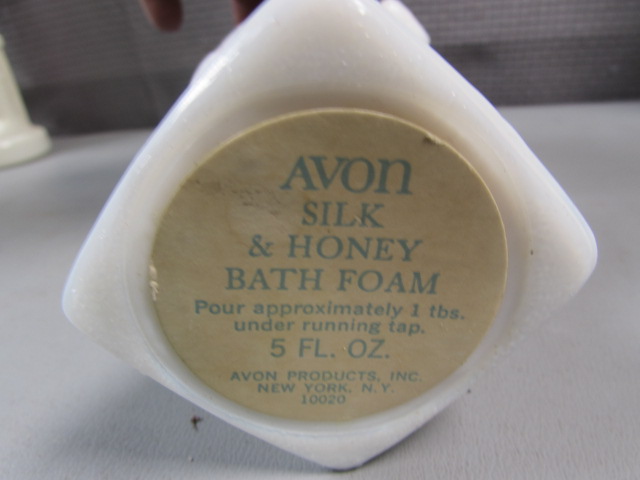 AVON
SILK
& HONEY
BATH FOAM
Pour approximately 1 tbs.
under running tap.
5 FL. OZ.
AVON PRODUCTS, INC.
NEW YORK, N.Y.
10020